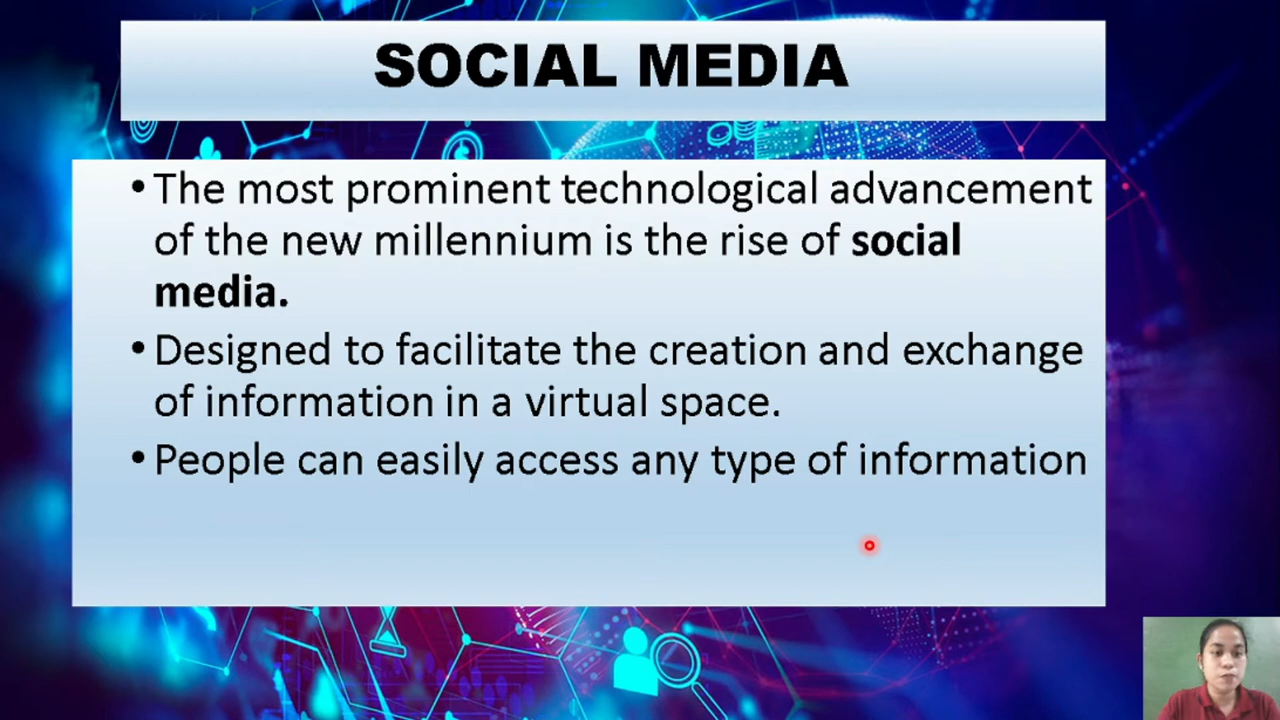 SOCIAL MEDIA
•The most prominent technological advancement
of the new millennium is the rise of social
media.
•Designed to facilitate the creation and exchange
of information in a virtual space.
•People can easily access any type of information